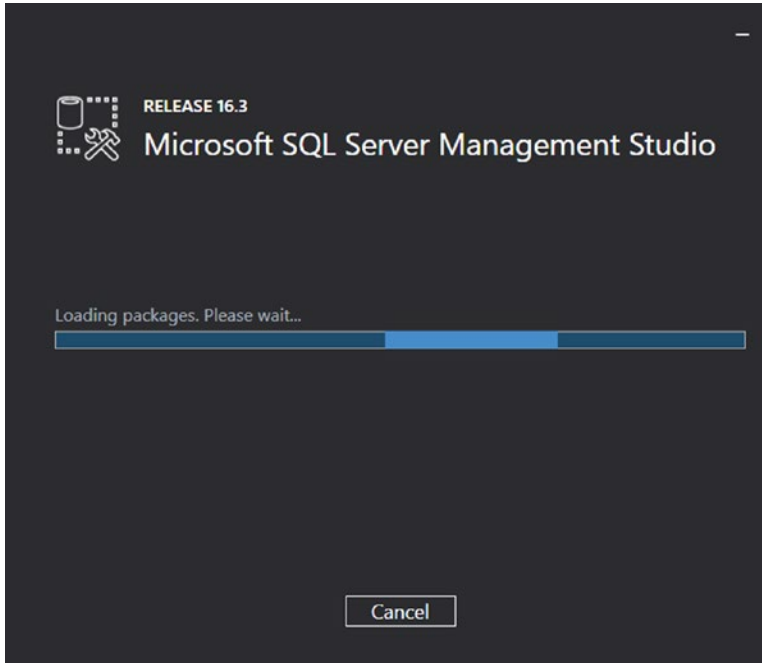 RELEASE 16.3
Microsoft SQL Server Management Studio
Loading packages. Please wait...
Cancel